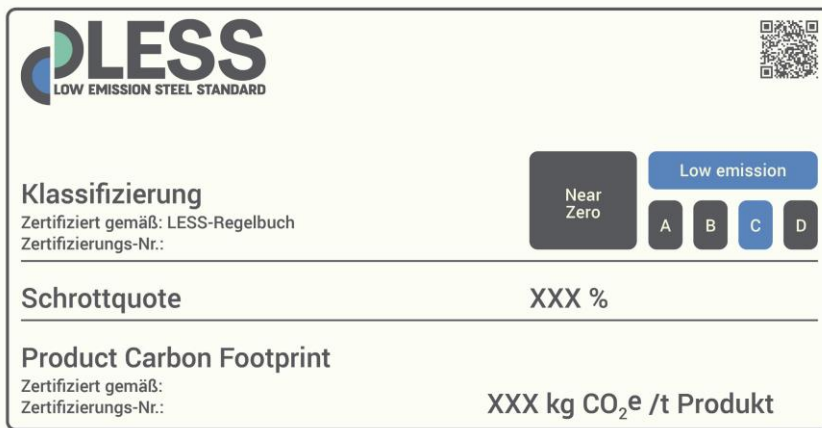 LESS
LOW EMISSION STEEL STANDARD
Klassifizierung
Zertifiziert gemäß: LESS-Regelbuch
Zertifizierungs-Nr.:
Near
Zero
Low emission
A B C D
Schrottquote XXX %
Product Carbon Footprint
Zertifiziert gemäß:
Zertifizierungs-Nr.:
XXX kg CO₂e /t Produkt